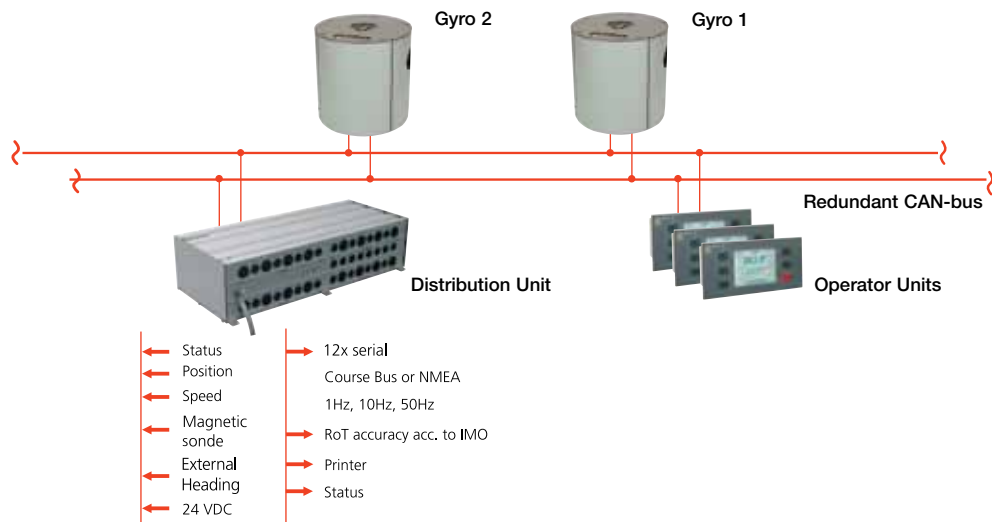 Gyro 2
Gyro 1
Redundant CAN-bus
Distribution Unit
Operator Units
Status
Position
Speed
Magnetic
sonde
External
Heading
24 VDC
12x serial
Course Bus or NMEA
1Hz, 10Hz, 50Hz
RoT accuracy acc. to IMO
Printer
Status